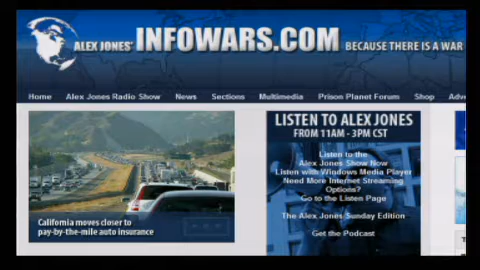 ALEX JONES' INFOWARS.COM BECAUSE THERE IS A WAR
Home Alex Jones Radio Show News Sections Multimedia Prison Planet Forum Shop Adve
LISTEN TO ALEX JONES
FROM 11AM - 3PM CST
Listen to the
Alex Jones Show Now
Listen with Windows Media Player
Need More Internet Streaming
Options?
Go to the Listen Page
The Alex Jones Sunday Edition
Get the Podcast
California moves closer to
pay-by-the-mile auto insurance